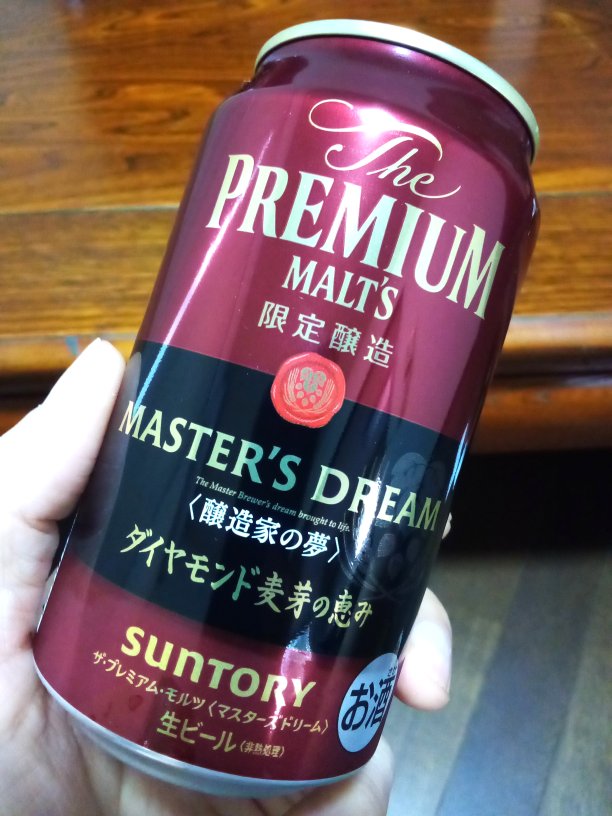 The
PREMIUM
MALT'S
限定醸造
MASTER'S DREAM
The Master Brewer's dream brought to life.
〈醸造家の夢〉
ダイヤモンド麦芽の恵み
SUNTORY
ザ・プレミアム・モルツ〈マスターズドリーム〉
生ビール〈非熱処理〉
お酒